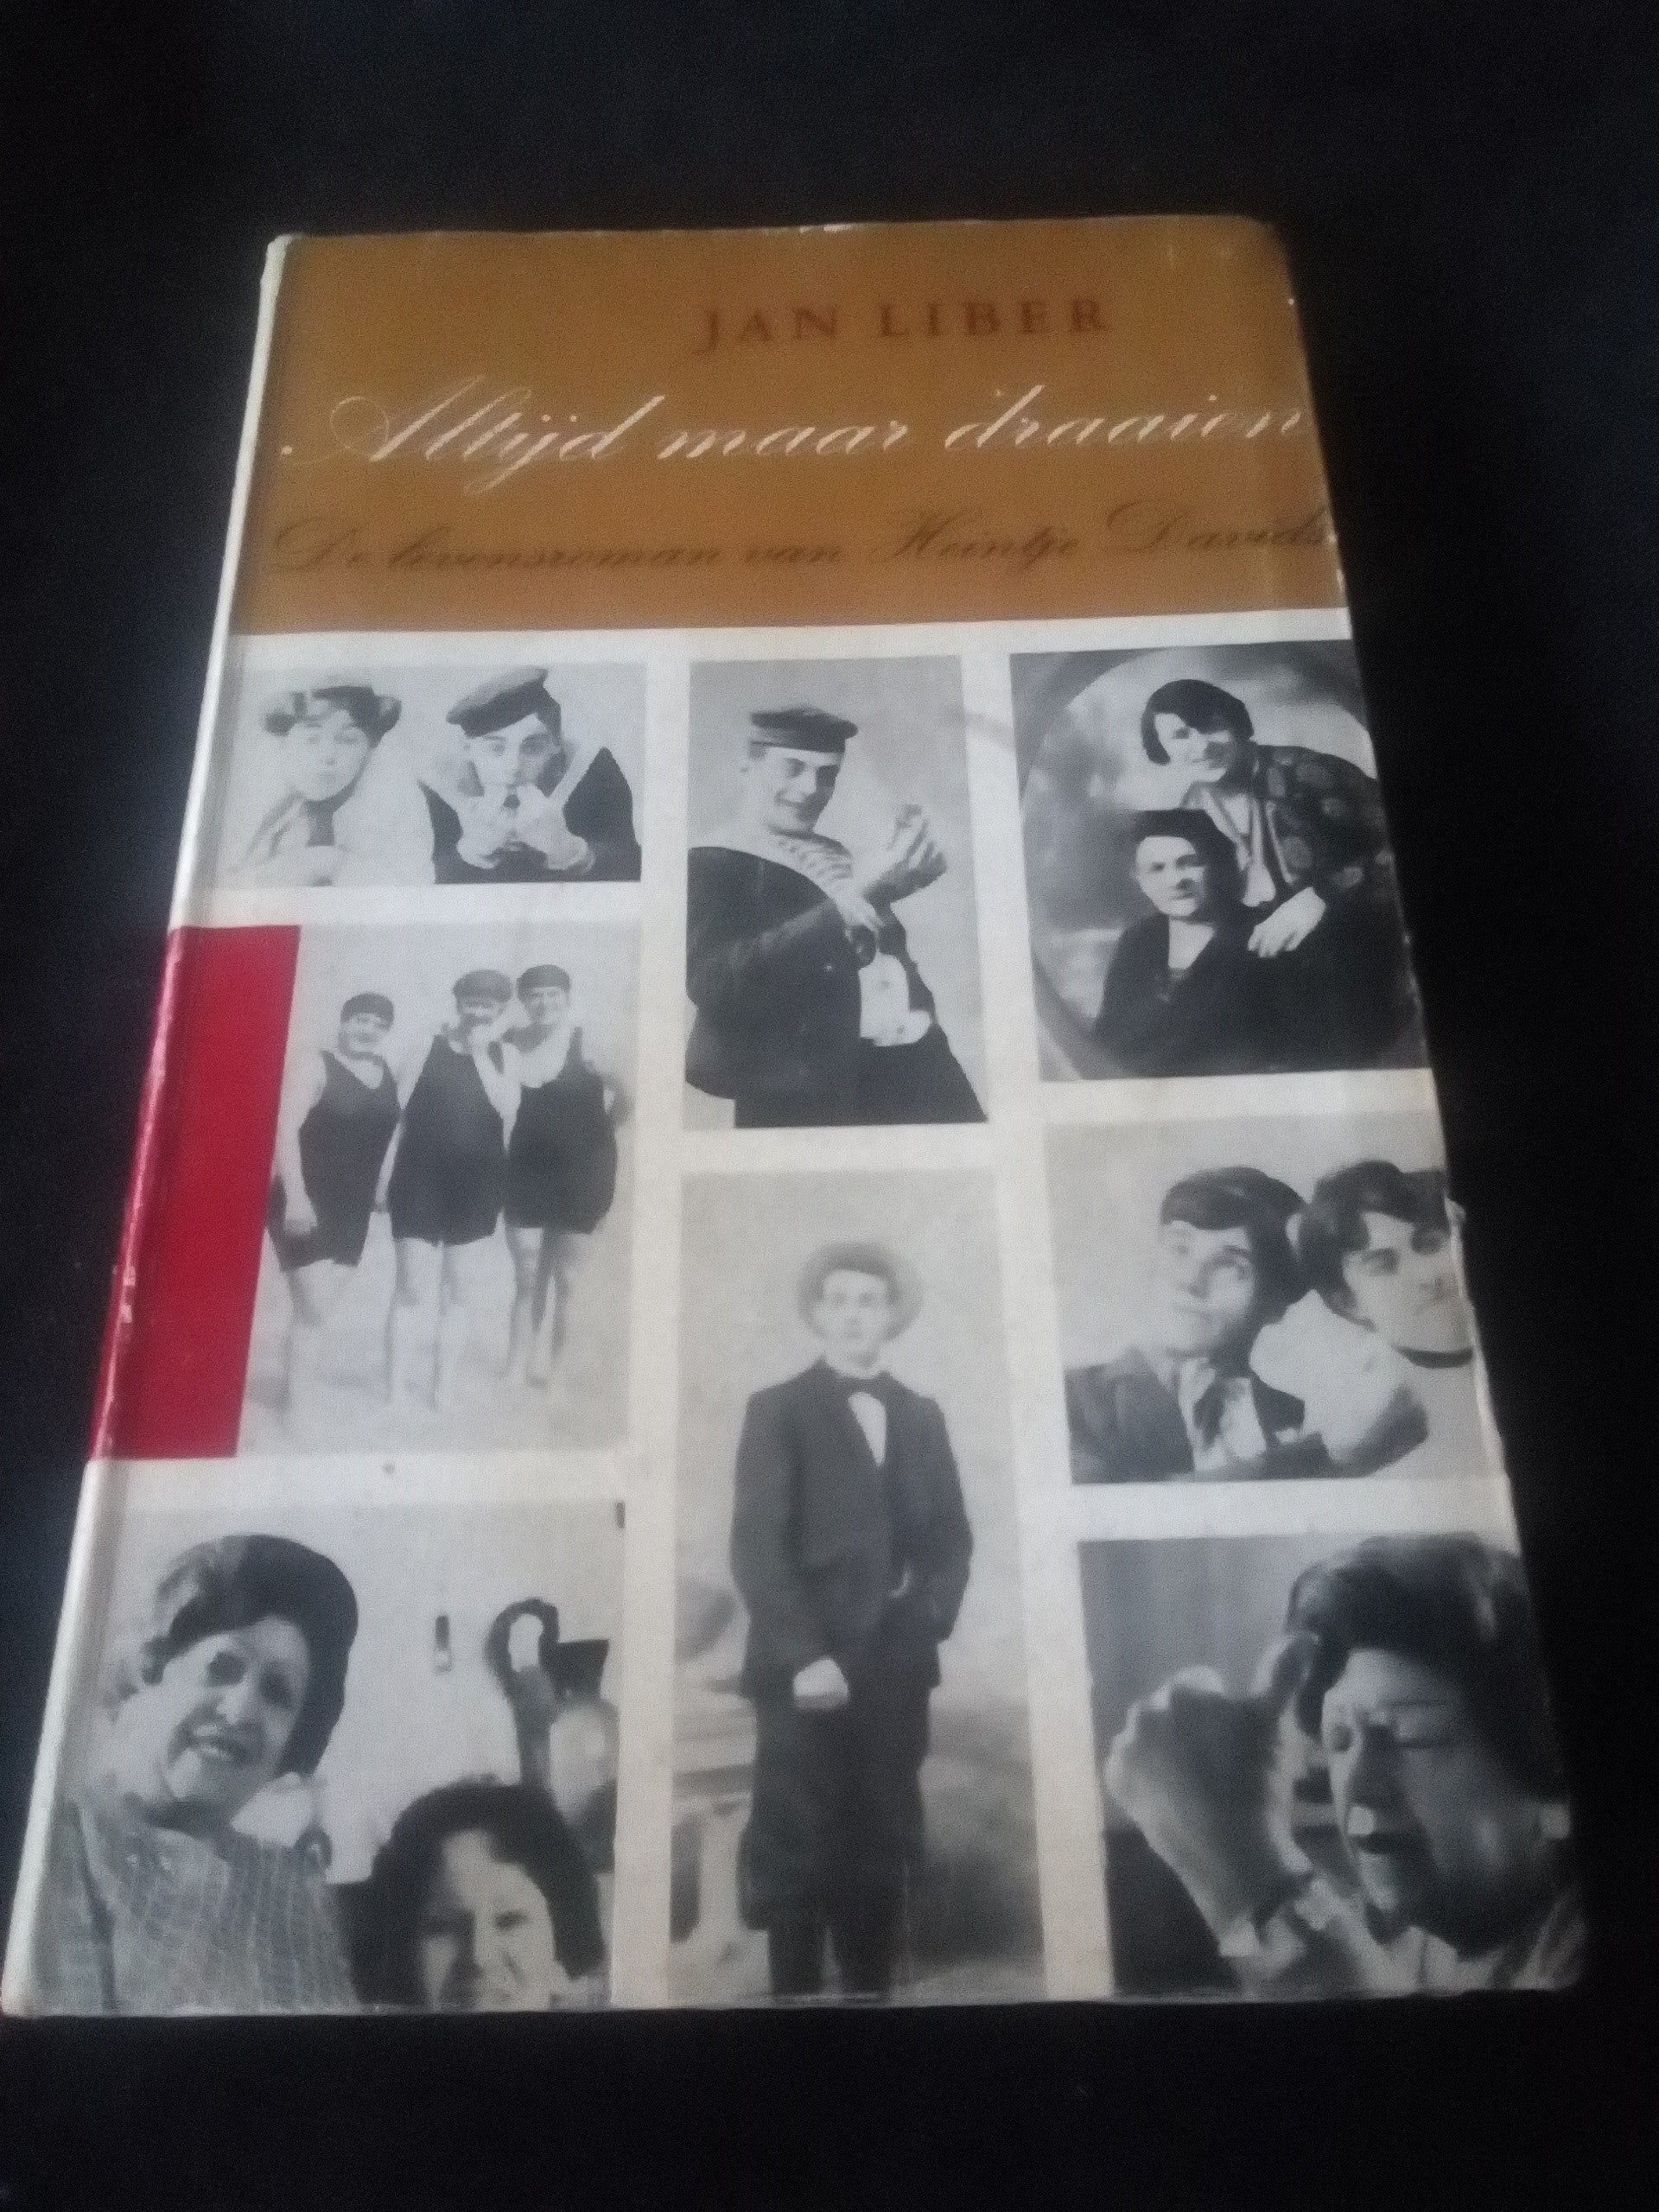 JAN LIBER
Altijd maar draaien
De levensroman van Heintje Davids